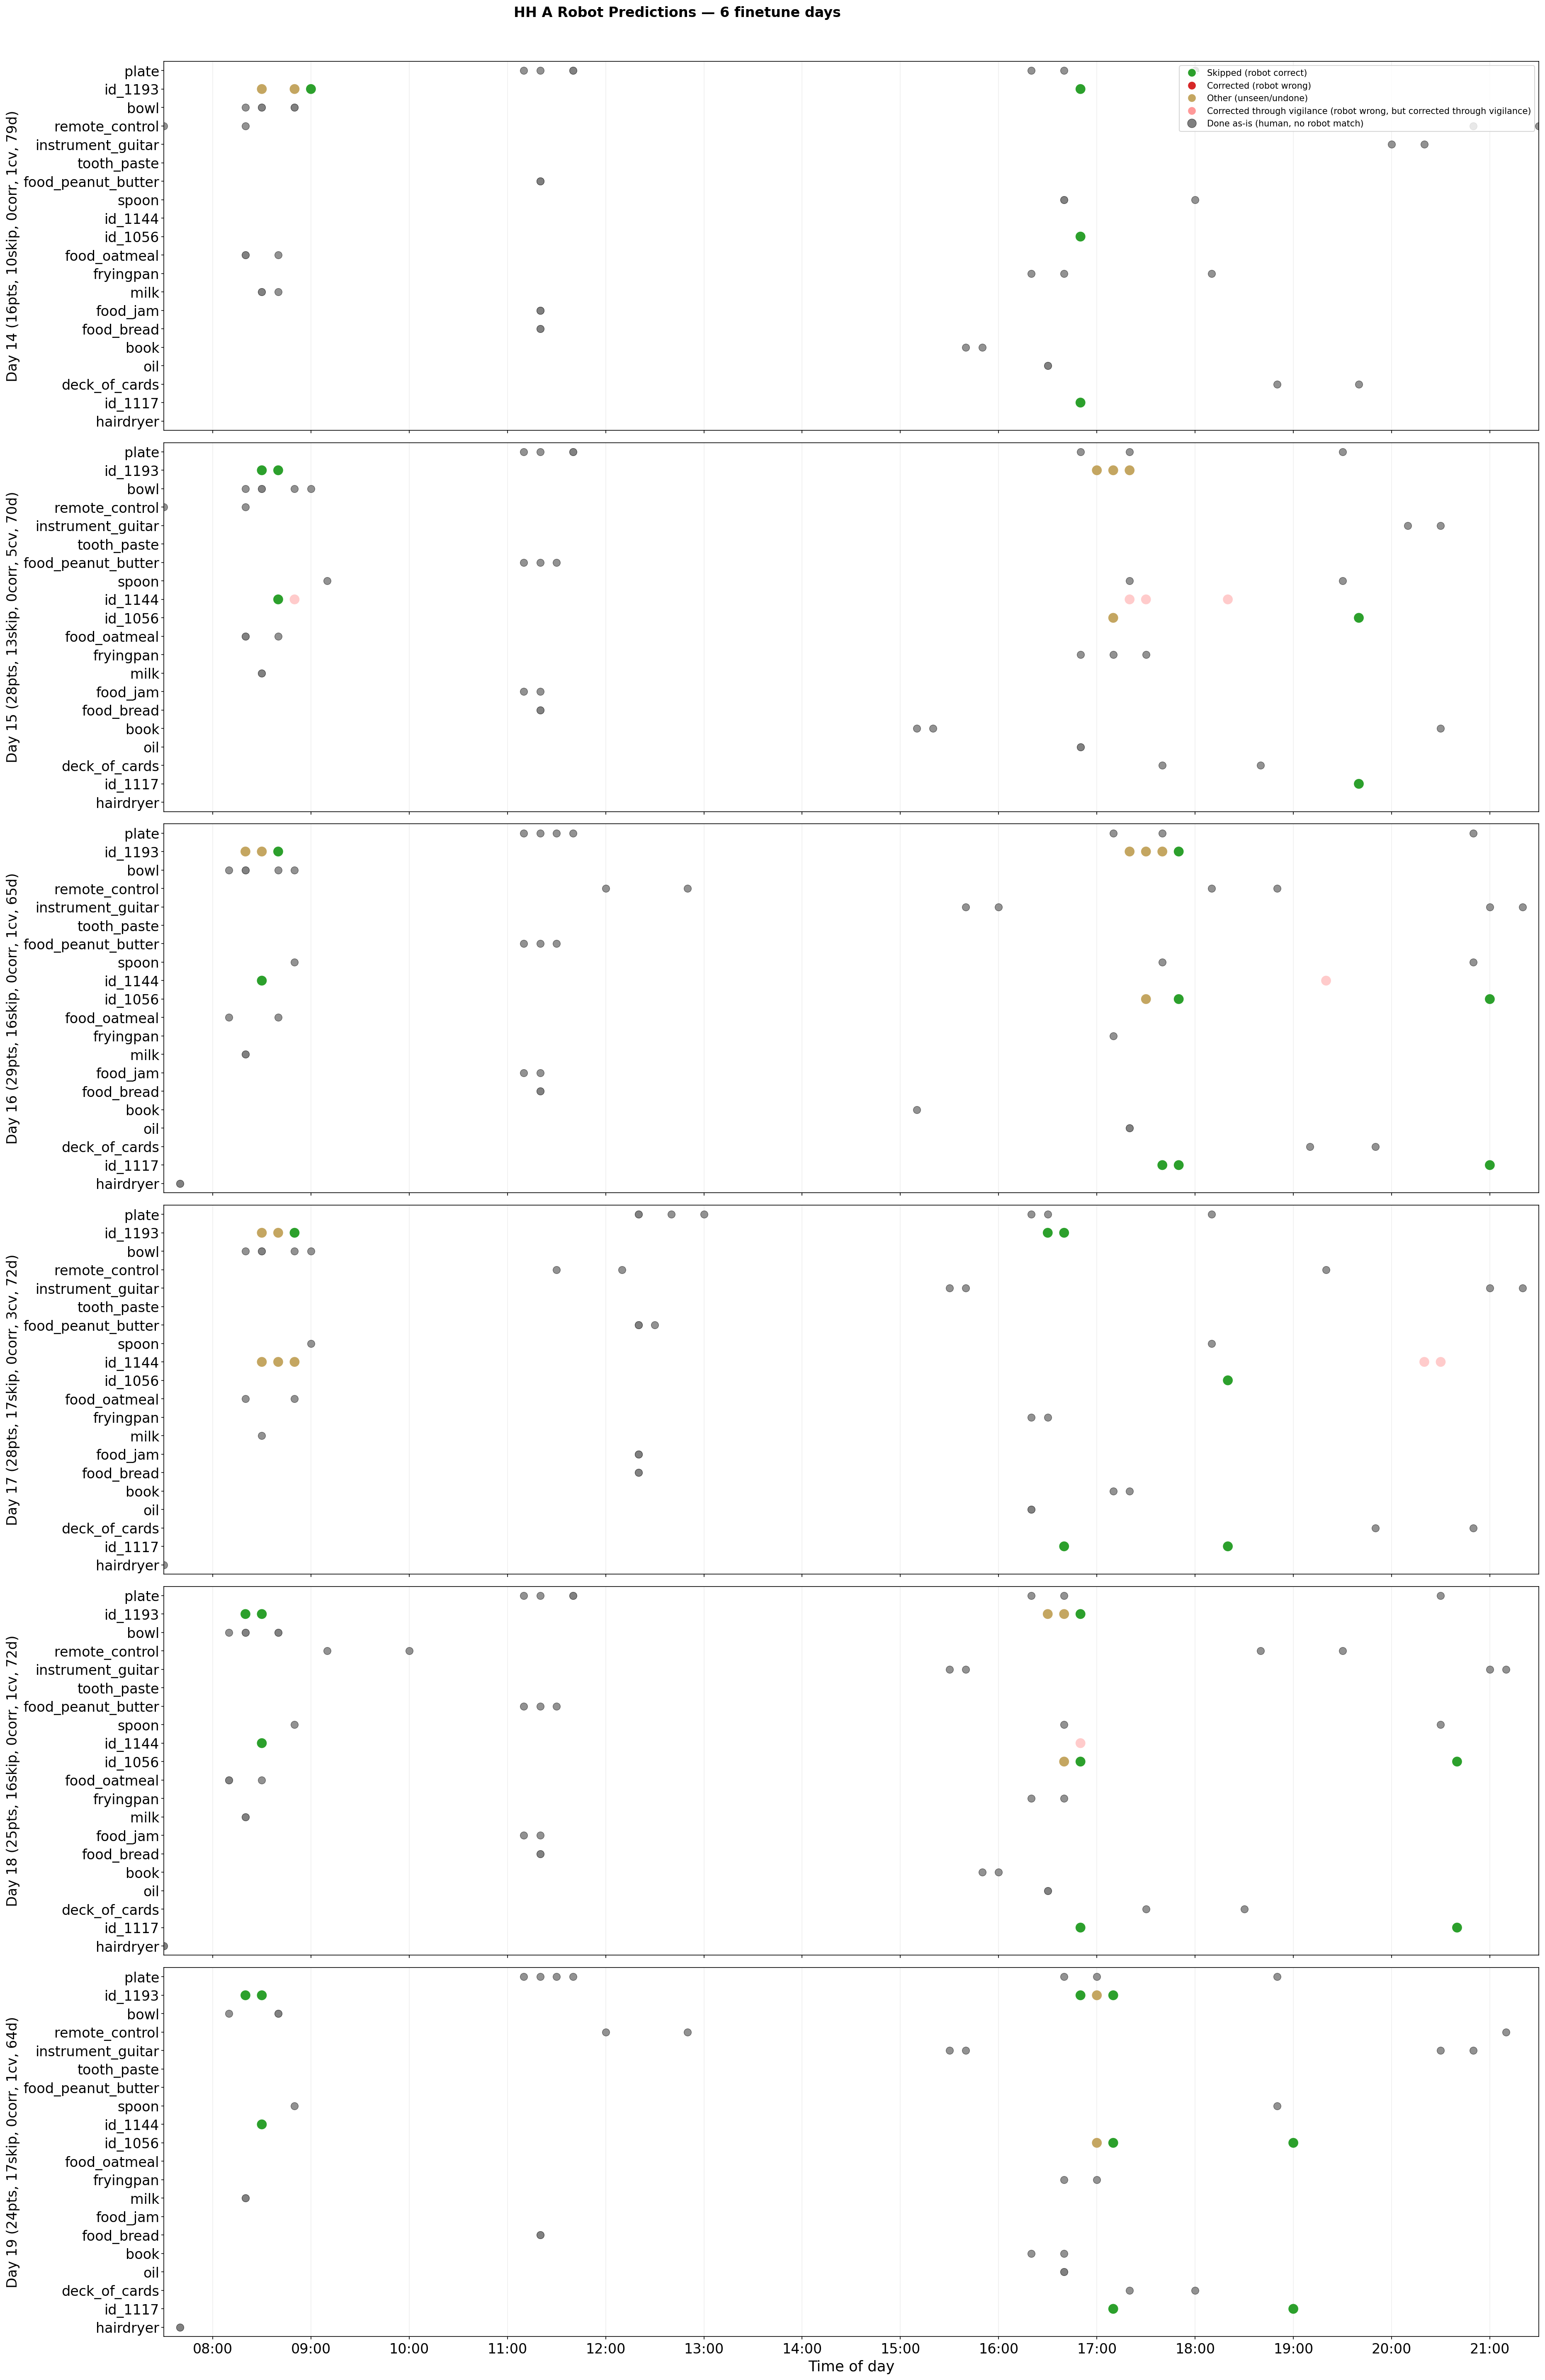 HH A Robot Predictions — 6 finetune days
Day 14 (16pts, 10skip, 0corr, 1cv, 79d)
plate
id_1193
bowl
remote_control
instrument_guitar
tooth_paste
food_peanut_butter
spoon
id_1144
id_1056
food_oatmeal
fryingpan
milk
food_jam
food_bread
book
oil
deck_of_cards
id_1117
hairdryer
Skipped (robot correct)
Corrected (robot wrong)
Other (unseen/undone)
Corrected through vigilance (robot wrong, but corrected through vigilance)
Done as-is (human, no robot match)
Day 15 (28pts, 13skip, 0corr, 5cv, 70d)
plate
id_1193
bowl
remote_control
instrument_guitar
tooth_paste
food_peanut_butter
spoon
id_1144
id_1056
food_oatmeal
fryingpan
milk
food_jam
food_bread
book
oil
deck_of_cards
id_1117
hairdryer
Day 16 (29pts, 16skip, 0corr, 1cv, 65d)
plate
id_1193
bowl
remote_control
instrument_guitar
tooth_paste
food_peanut_butter
spoon
id_1144
id_1056
food_oatmeal
fryingpan
milk
food_jam
food_bread
book
oil
deck_of_cards
id_1117
hairdryer
Day 17 (28pts, 17skip, 0corr, 3cv, 72d)
plate
id_1193
bowl
remote_control
instrument_guitar
tooth_paste
food_peanut_butter
spoon
id_1144
id_1056
food_oatmeal
fryingpan
milk
food_jam
food_bread
book
oil
deck_of_cards
id_1117
hairdryer
Day 18 (25pts, 16skip, 0corr, 1cv, 72d)
plate
id_1193
bowl
remote_control
instrument_guitar
tooth_paste
food_peanut_butter
spoon
id_1144
id_1056
food_oatmeal
fryingpan
milk
food_jam
food_bread
book
oil
deck_of_cards
id_1117
hairdryer
Day 19 (24pts, 17skip, 0corr, 1cv, 64d)
plate
id_1193
bowl
remote_control
instrument_guitar
tooth_paste
food_peanut_butter
spoon
id_1144
id_1056
food_oatmeal
fryingpan
milk
food_jam
food_bread
book
oil
deck_of_cards
id_1117
hairdryer
08:00 09:00 10:00 11:00 12:00 13:00 14:00 15:00 16:00 17:00 18:00 19:00 20:00 21:00
Time of day